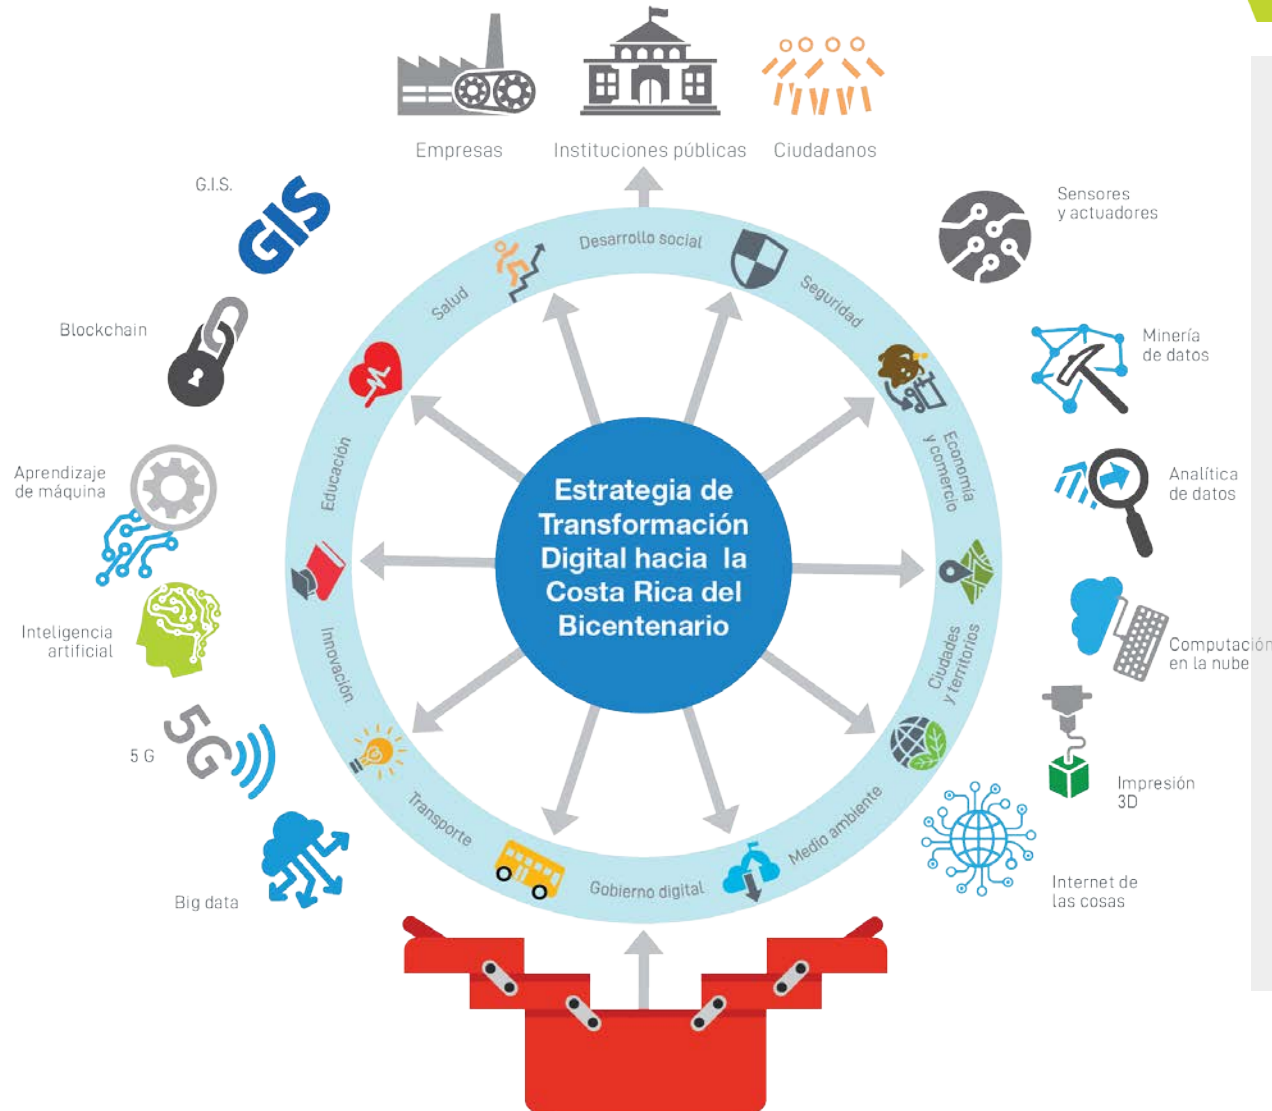 Empresas
Instituciones públicas
Ciudadanos
G.I.S.
GIS
Sensores
y actuadores
Blockchain
Minería
de datos
Aprendizaje
de máquina
Analítica
de datos
Inteligencia
artificial
Computación
en la nube
5 G
5G
Impresión
3D
Big data
Internet de
las cosas
Desarrollo social
Seguridad
Economía
y comercio
Ciudades
y territorios
Medio ambiente
Gobierno digital
Transporte
Innovación
Educación
Salud
Estrategia de
Transformación
Digital hacia la
Costa Rica del
Bicentenario